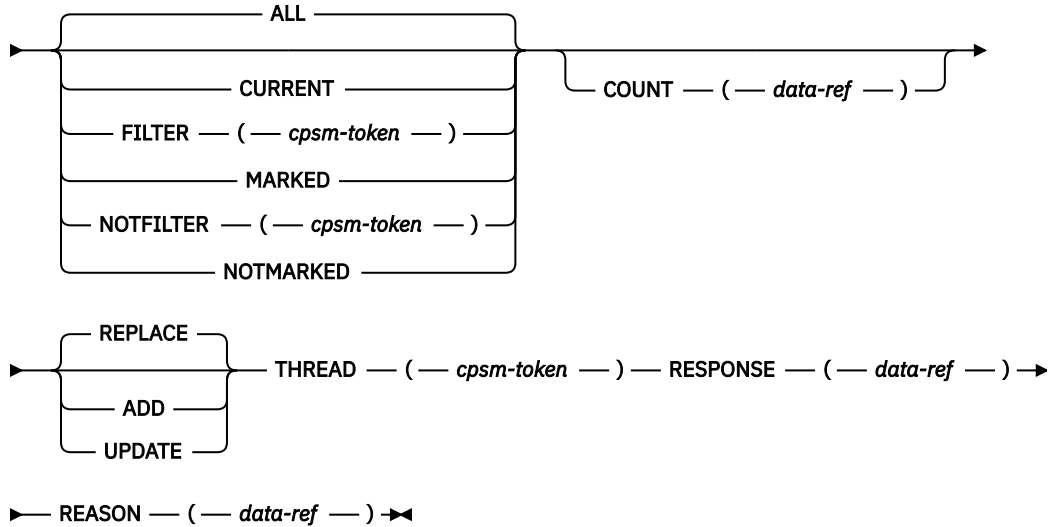 ALL
CURRENT
COUNT ( data-ref )
FILTER ( cpsm-token )
MARKED
NOTFILTER ( cpsm-token )
NOTMARKED
REPLACE
THREAD ( cpsm-token ) RESPONSE ( data-ref )
ADD
UPDATE
REASON ( data-ref )